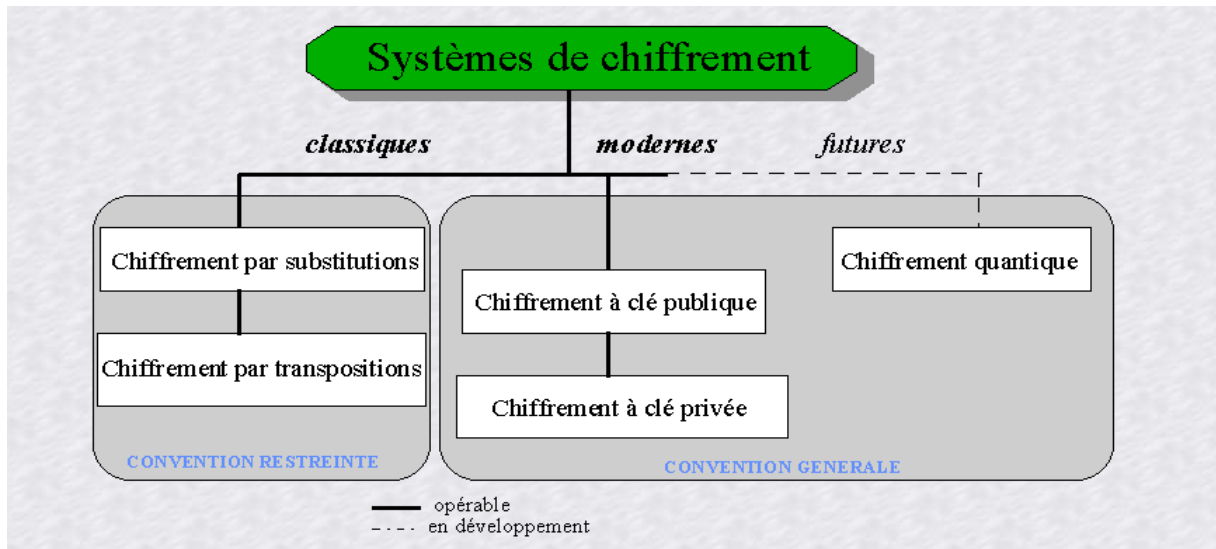 Systèmes de chiffrement
classiques
modernes
futures
Chiffrement par substitutions
Chiffrement par transpositions
CONVENTION RESTREINTE
Chiffrement à clé publique
Chiffrement à clé privée
Chiffrement quantique
CONVENTION GENERALE
opérable
en développement